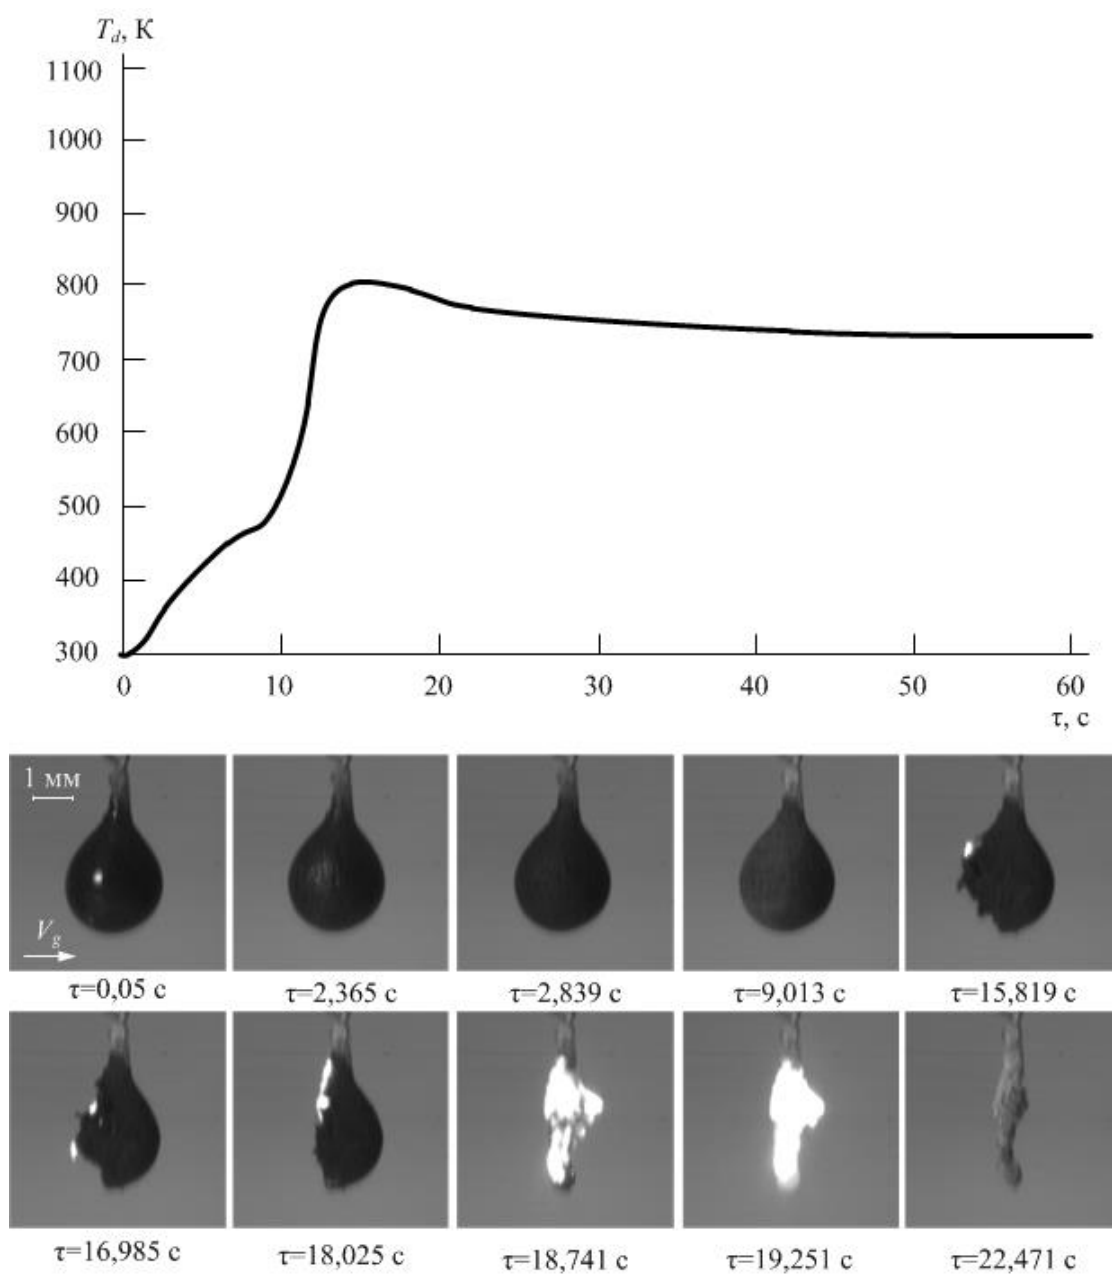 T_d, К
1100
1000
900
800
700
600
500
400
300
0 10 20 30 40 50 60
τ, с
1 мм
V_g
τ=0,05 с τ=2,365 с τ=2,839 с τ=9,013 с τ=15,819 с
τ=16,985 с τ=18,025 с τ=18,741 с τ=19,251 с τ=22,471 с